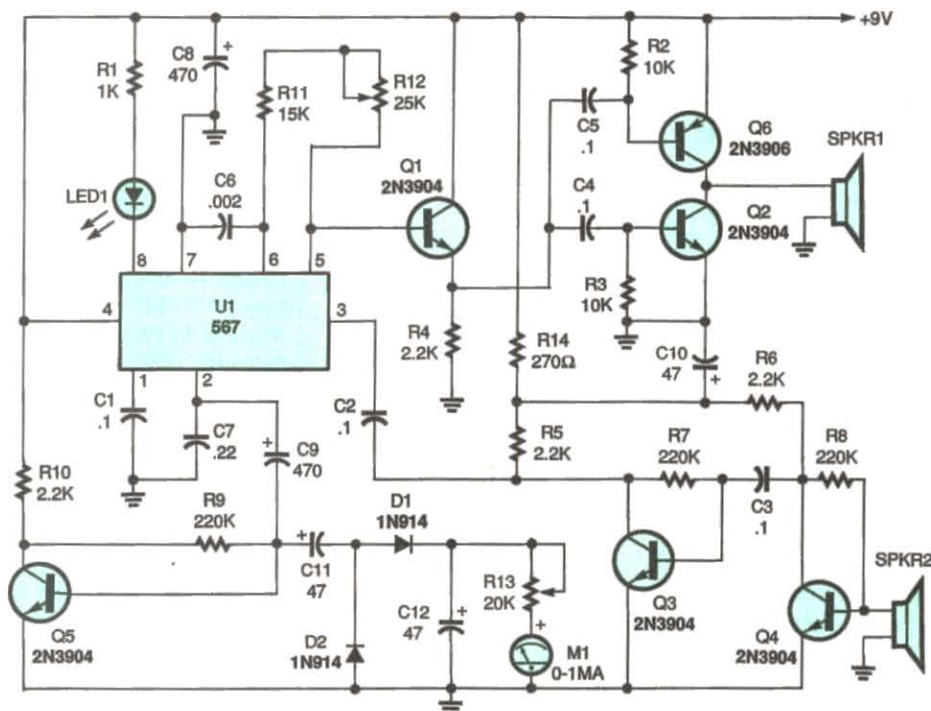 +9V
R1
1K
C8
+
470
R11
15K
R12
25K
R2
10K
C5
.1
Q6
2N3906
SPKR1
LED1
C6
.002
Q1
2N3904
C4
.1
Q2
2N3904
8
7
6
5
4
U1
567
3
R3
10K
R4
2.2K
R14
270Ω
C10
47
+
R6
2.2K
1
2
C1
.1
C7
.22
+
C9
470
C2
.1
R5
2.2K
R7
220K
R8
220K
C3
.1
R10
2.2K
R9
220K
D1
1N914
+
C11
47
R13
20K
SPKR2
C12
47
+
+
Q3
2N3904
Q5
2N3904
D2
1N914
M1
0-1MA
Q4
2N3904